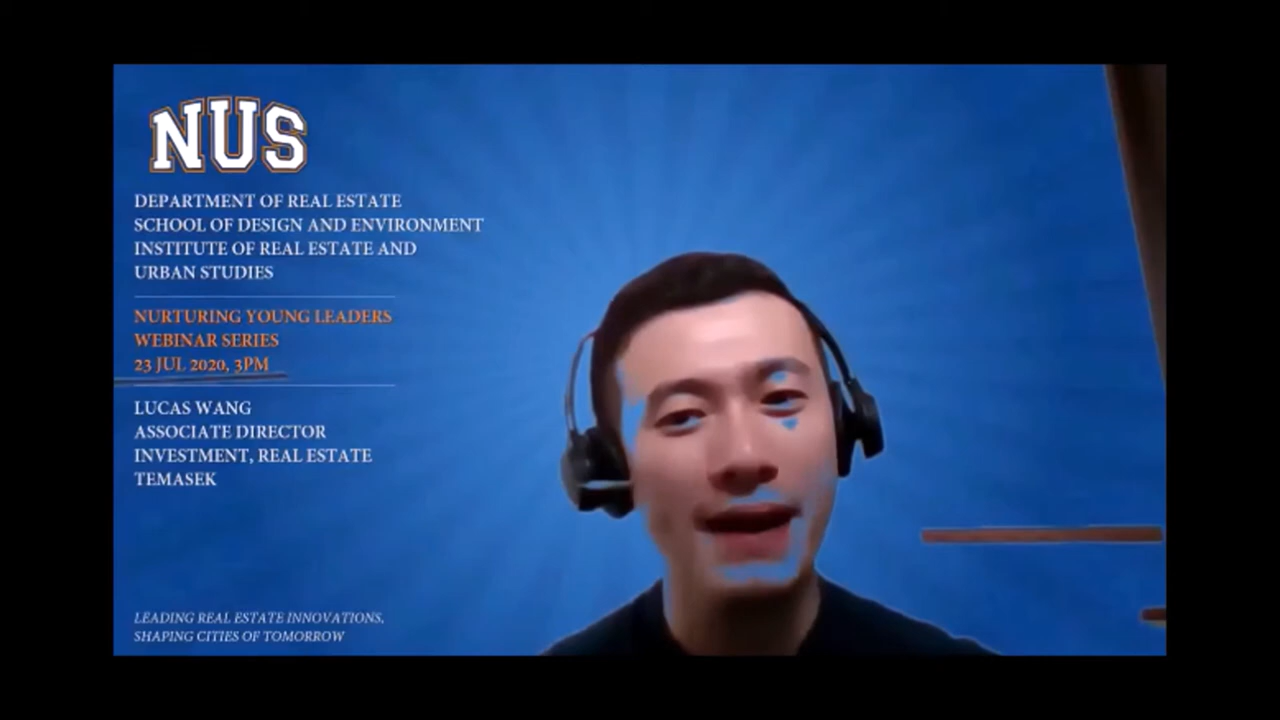 NUS
DEPARTMENT OF REAL ESTATE
SCHOOL OF DESIGN AND ENVIRONMENT
INSTITUTE OF REAL ESTATE AND
URBAN STUDIES
NURTURING YOUNG LEADERS
WEBINAR SERIES
23 JUL 2020, 3PM
LUCAS WANG
ASSOCIATE DIRECTOR
INVESTMENT, REAL ESTATE
TEMASEK
LEADING REAL ESTATE INNOVATIONS,
SHAPING CITIES OF TOMORROW